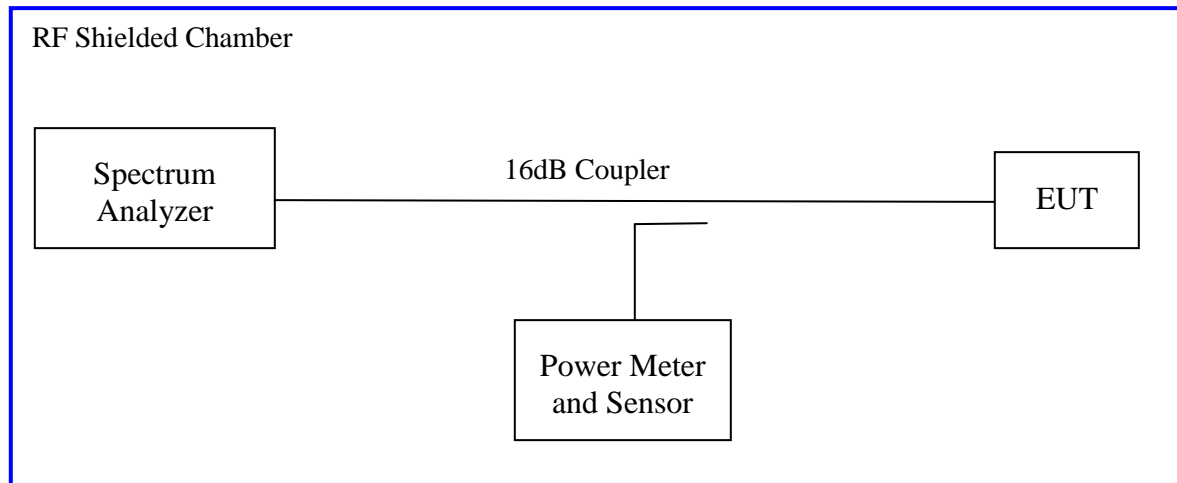 RF Shielded Chamber
16dB Coupler
Spectrum
Analyzer
EUT
Power Meter
and Sensor